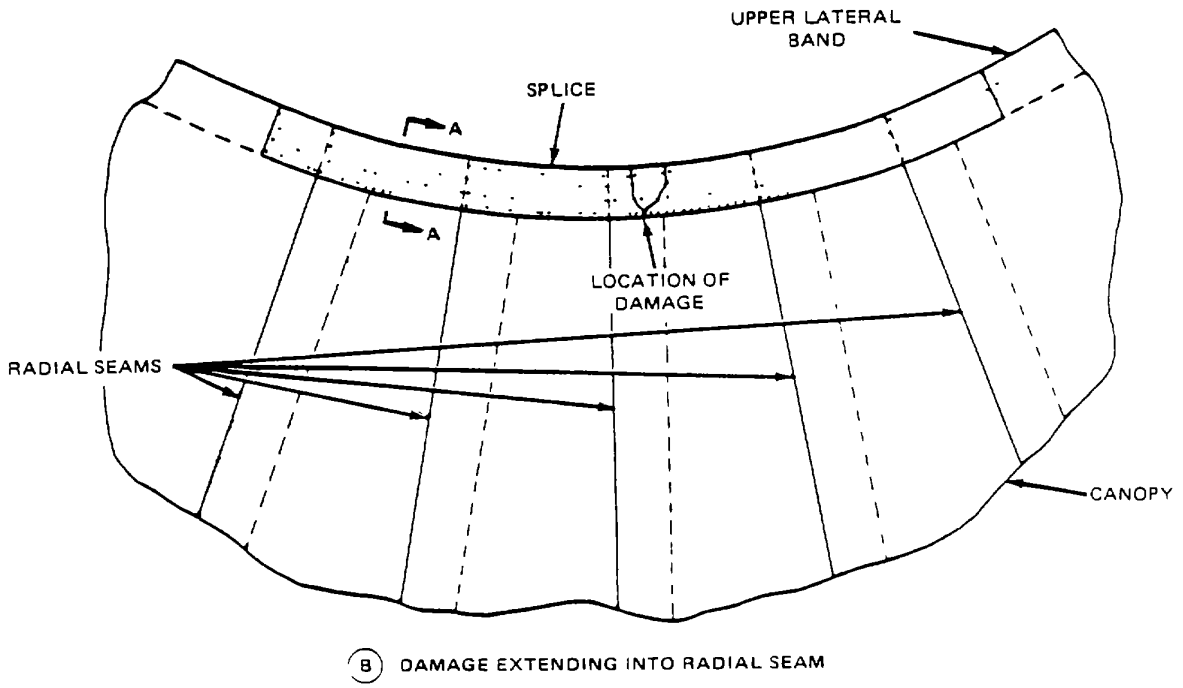 UPPER LATERAL
BAND
SPLICE
A
A
LOCATION OF
DAMAGE
RADIAL SEAMS
CANOPY
B DAMAGE EXTENDING INTO RADIAL SEAM